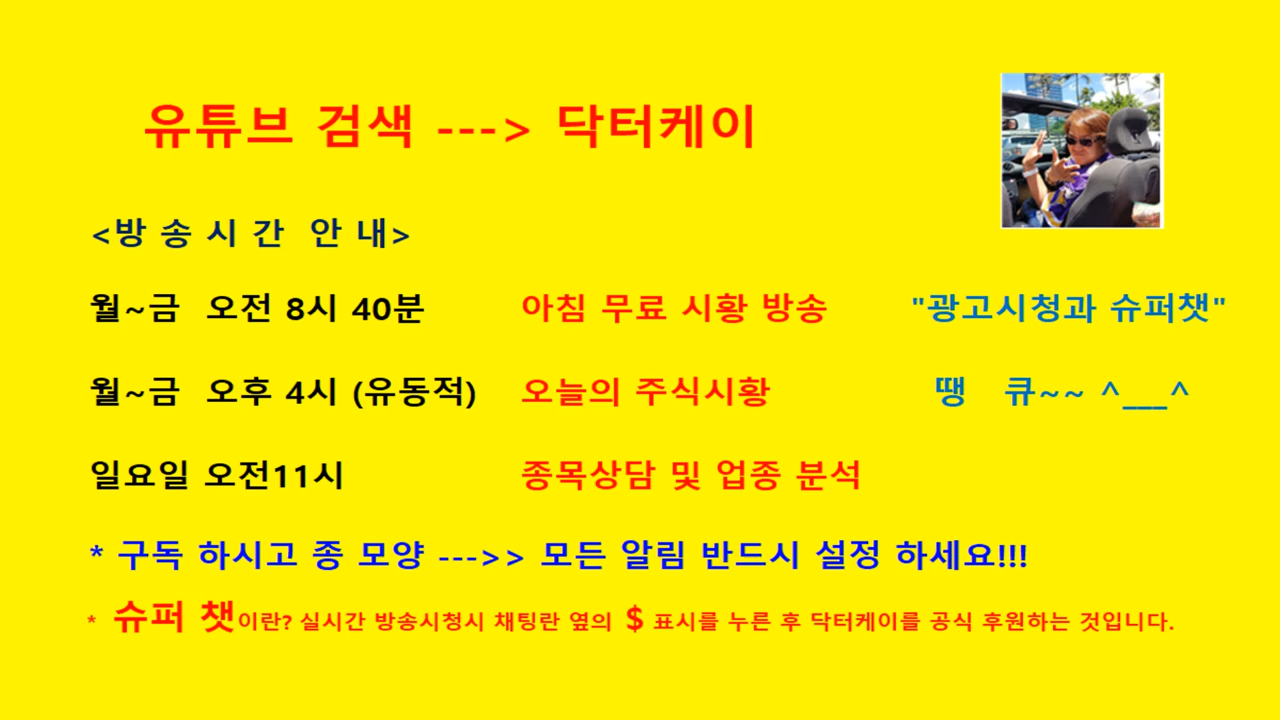 유튜브 검색 ---> 닥터케이
<방 송 시 간 안 내>
월~금 오전 8시 40분 아침 무료 시황 방송 "광고시청과 슈퍼챗"
월~금 오후 4시 (유동적) 오늘의 주식시황 땡 큐~~ ^___^
일요일 오전11시 종목상담 및 업종 분석
* 구독 하시고 종 모양 --->> 모든 알림 반드시 설정 하세요!!!
* 슈퍼 챗이란? 실시간 방송시청시 채팅란 옆의 $ 표시를 누른 후 닥터케이를 공식 후원하는 것입니다.